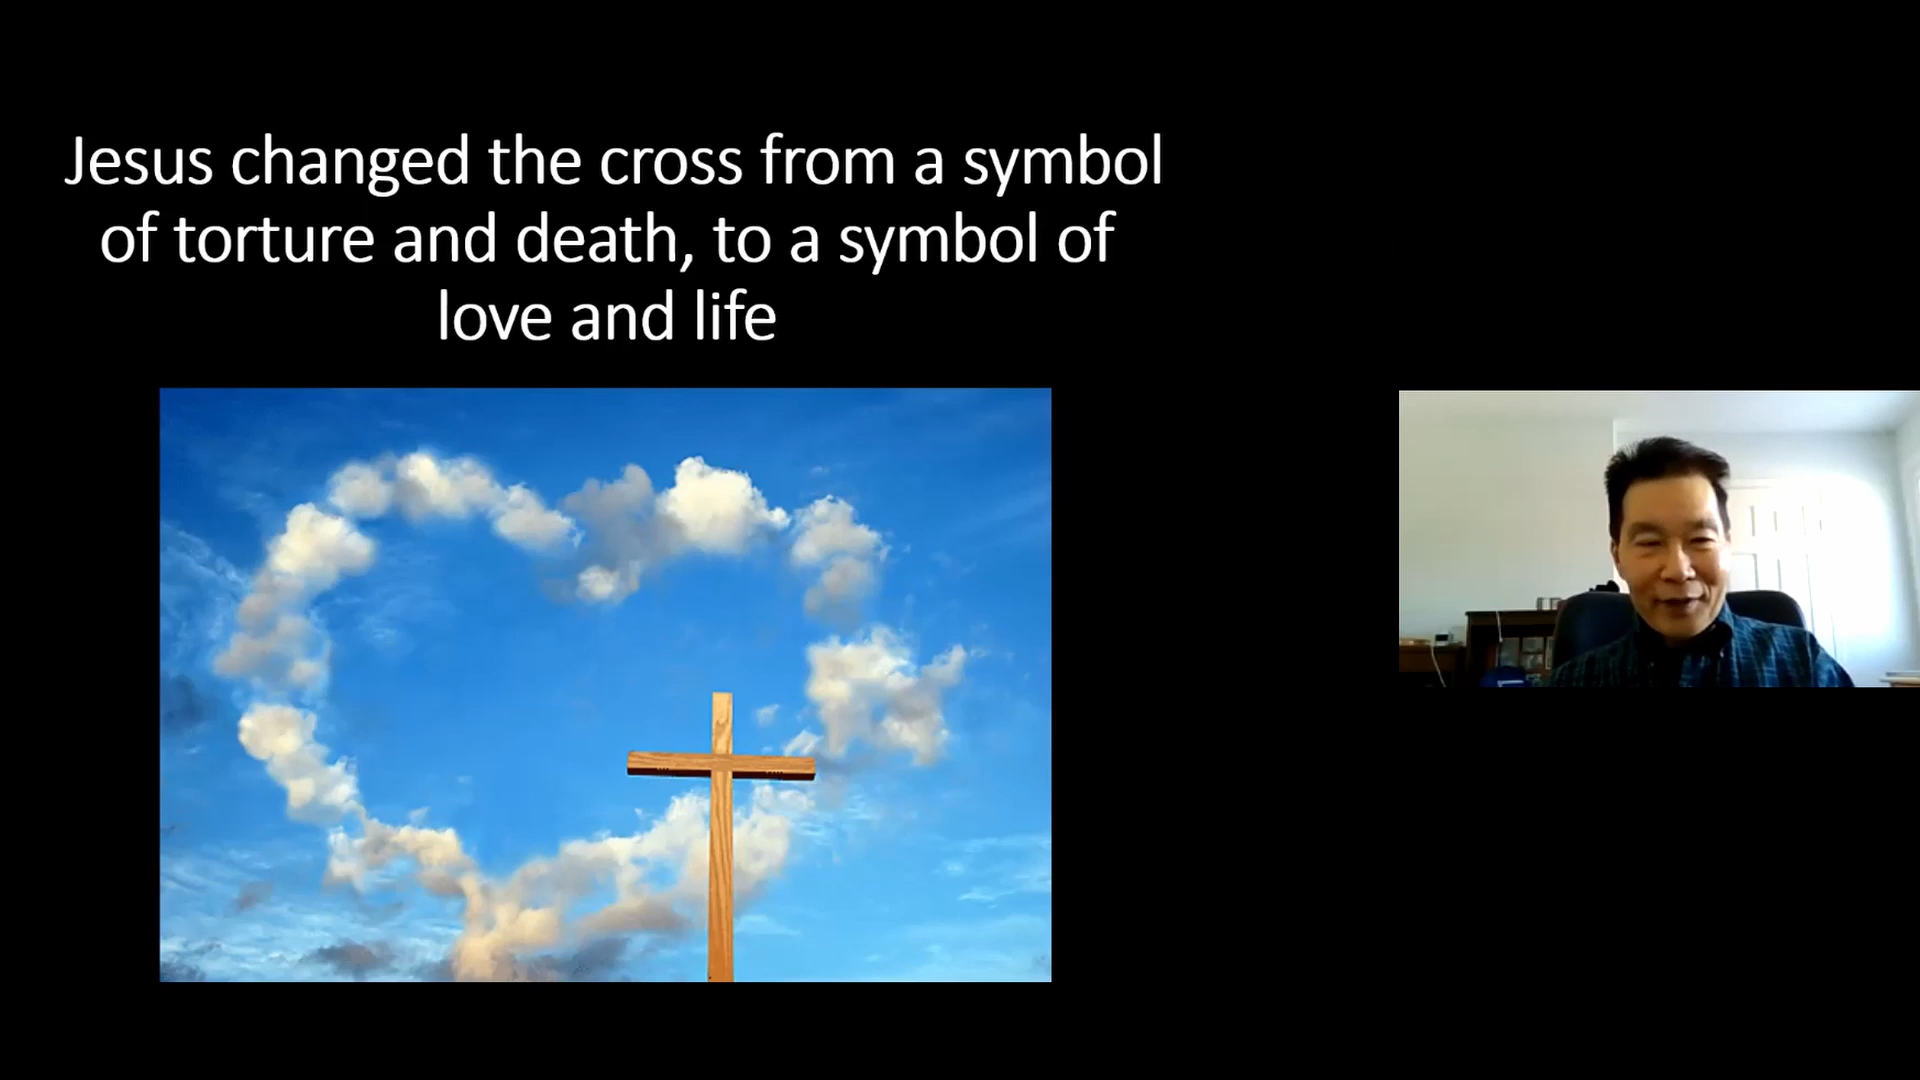 Jesus changed the cross from a symbol
of torture and death, to a symbol of
love and life